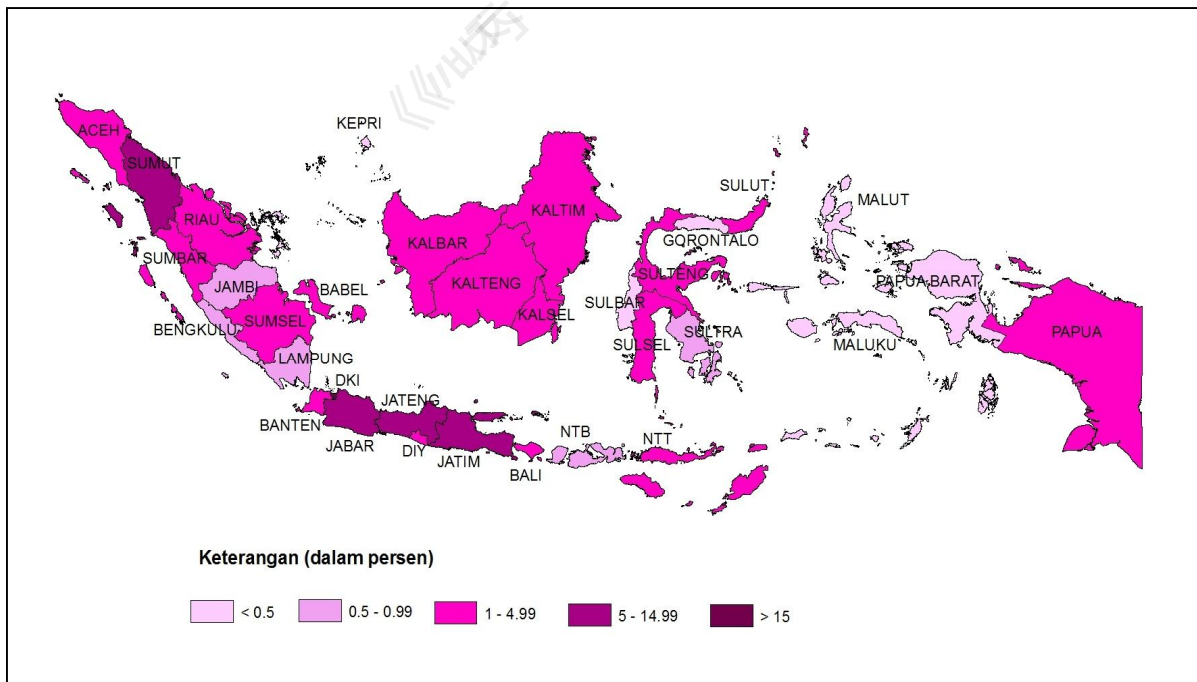 KEPRI
ACEH
SUMUT
SULUT
MALUT
KALTIM
RIAU
KALBAR
GORONTALO
SUMBAR
SULTENG
PAPUA BARAT
JAMBI
BABEL
KALTENG
SULBAR
BENGKULU
SUMSEL
KALSEL
SULTRA
PAPUA
SULSEL
MALUKU
LAMPUNG
DKI
JATENG
BANTEN
NTB
NTT
JABAR
DIY
JATIM
BALI
Keterangan (dalam persen)
< 0.5
0.5 - 0.99
1 - 4.99
5 - 14.99
> 15